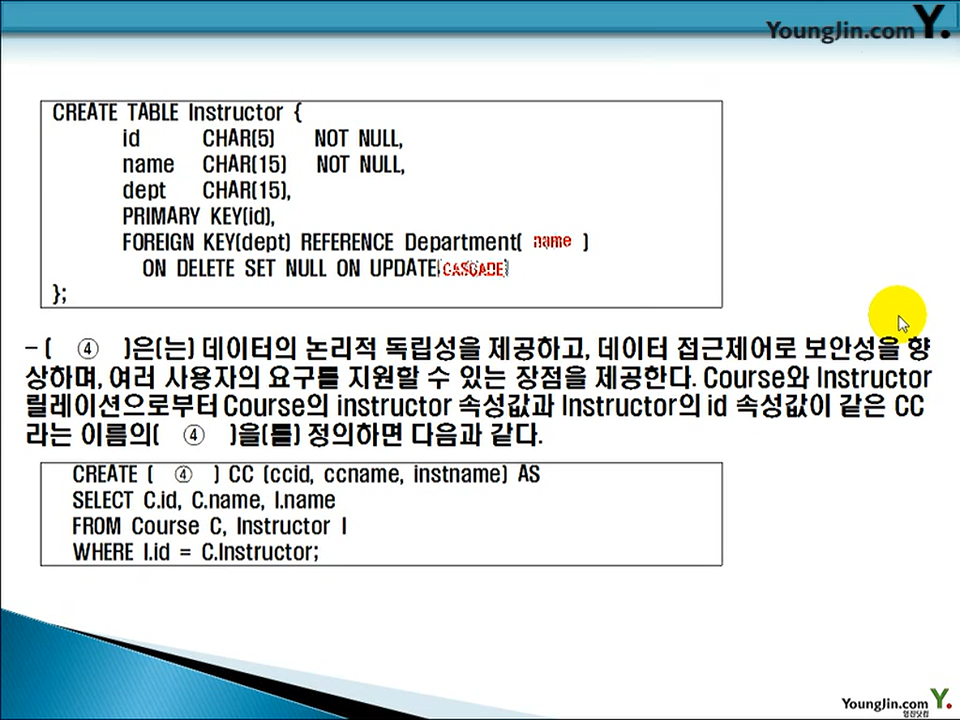 YoungJin.com Y.
CREATE TABLE Instructor {
id CHAR(5) NOT NULL,
name CHAR(15) NOT NULL,
dept CHAR(15),
PRIMARY KEY(id),
FOREIGN KEY(dept) REFERENCE Department( name )
ON DELETE SET NULL ON UPDATE(CASCADE)
};
- ( ④ )은(는) 데이터의 논리적 독립성을 제공하고, 데이터 접근제어로 보안성을 향
상하며, 여러 사용자의 요구를 지원할 수 있는 장점을 제공한다. Course와 Instructor
릴레이션으로부터 Course의 instructor 속성값과 Instructor의 id 속성값이 같은 CC
라는 이름의( ④ )을(를) 정의하면 다음과 같다.
CREATE ( ④ ) CC (ccid, ccname, instname) AS
SELECT C.id, C.name, I.name
FROM Course C, Instructor I
WHERE I.id = C.Instructor;
YoungJin.com Y.
영진닷컴